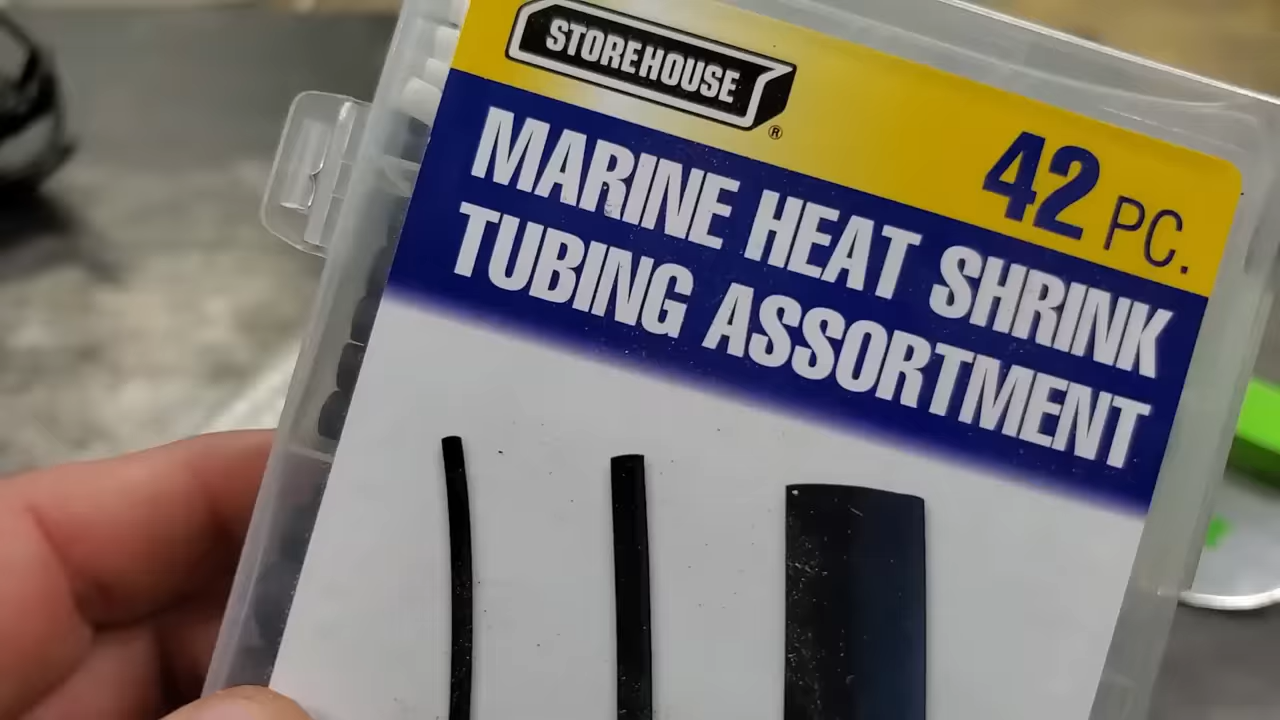 STOREHOUSE
®
42 PC.
MARINE HEAT SHRINK
TUBING ASSORTMENT